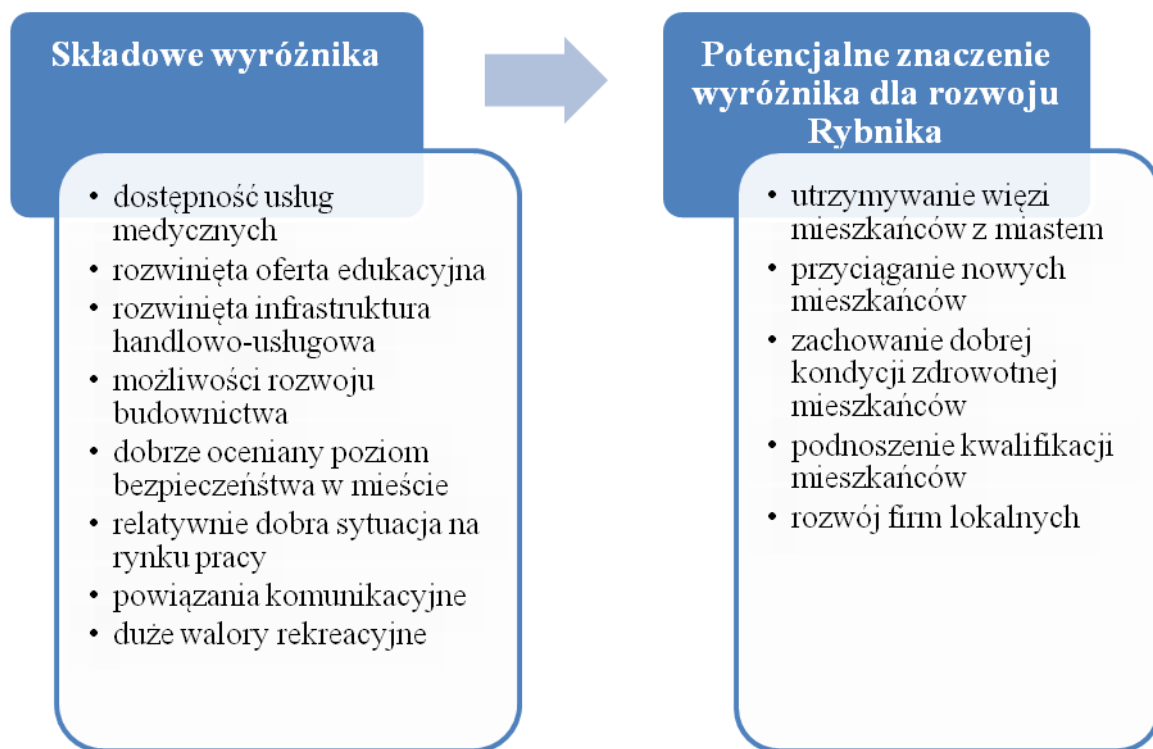 Składowe wyróżnika
• dostępność usług
medycznych
• rozwinięta oferta edukacyjna
• rozwinięta infrastruktura
handlowo-usługowa
• możliwości rozwoju
budownictwa
• dobrze oceniany poziom
bezpieczeńśtwa w mieście
• relatywnie dobra sytuacja na
rynku pracy
• powiązania komunikacyjne
• duże walory rekreacyjne
Potencjalne znaczenie
wyróżnika dla rozwoju
Rybnika
• utrzymywanie więzi
mieszkańców z miastem
• przyciąganie nowych
mieszkańców
• zachowanie dobrej
kondycji zdrowotnej
mieszkańców
• podnoszenie kwalifikacji
mieszkańców
• rozwój firm lokalnych